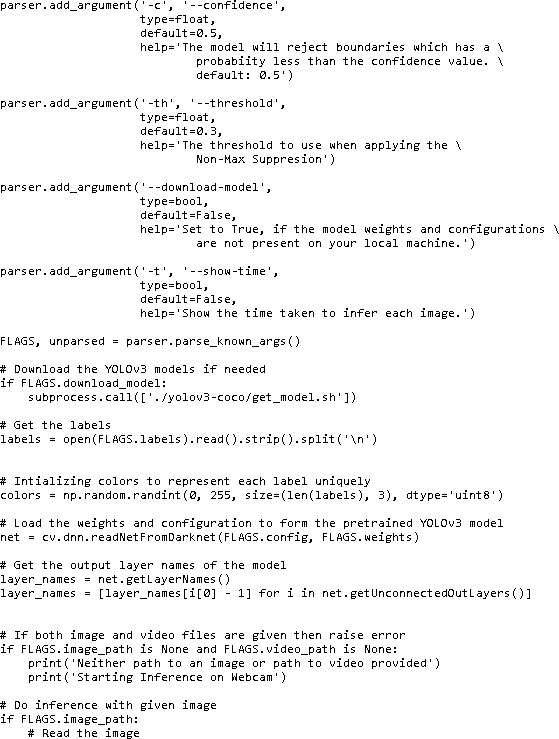 parser.add_argument('-c', '--confidence',
                    type=float,
                    default=0.5,
                    help='The model will reject boundaries which has a \
                            probabiity less than the confidence value. \
                            default: 0.5')
parser.add_argument('-th', '--threshold',
                    type=float,
                    default=0.3,
                    help='The threshold to use when applying the \
                            Non-Max Suppresion')
parser.add_argument('--download-model',
                    type=bool,
                    default=False,
                    help='Set to True, if the model weights and configurations \
                            are not present on your local machine.')
parser.add_argument('-t', '--show-time',
                    type=bool,
                    default=False,
                    help='Show the time taken to infer each image.')
FLAGS, unparsed = parser.parse_known_args()
# Download the YOLOv3 models if needed
if FLAGS.download_model:
    subprocess.call(['./yolov3-coco/get_model.sh'])
# Get the labels
labels = open(FLAGS.labels).read().strip().split('\n')
# Intializing colors to represent each label uniquely
colors = np.random.randint(0, 255, size=(len(labels), 3), dtype='uint8')
# Load the weights and configuration to form the pretrained YOLOv3 model
net = cv.dnn.readNetFromDarknet(FLAGS.config, FLAGS.weights)
# Get the output layer names of the model
layer_names = net.getLayerNames()
layer_names = [layer_names[i[0] - 1] for i in net.getUnconnectedOutLayers()]
# If both image and video files are given then raise error
if FLAGS.image_path is None and FLAGS.video_path is None:
    print('Neither path to an image or path to video provided')
    print('Starting Inference on Webcam')
# Do inference with given image
if FLAGS.image_path:
    # Read the image